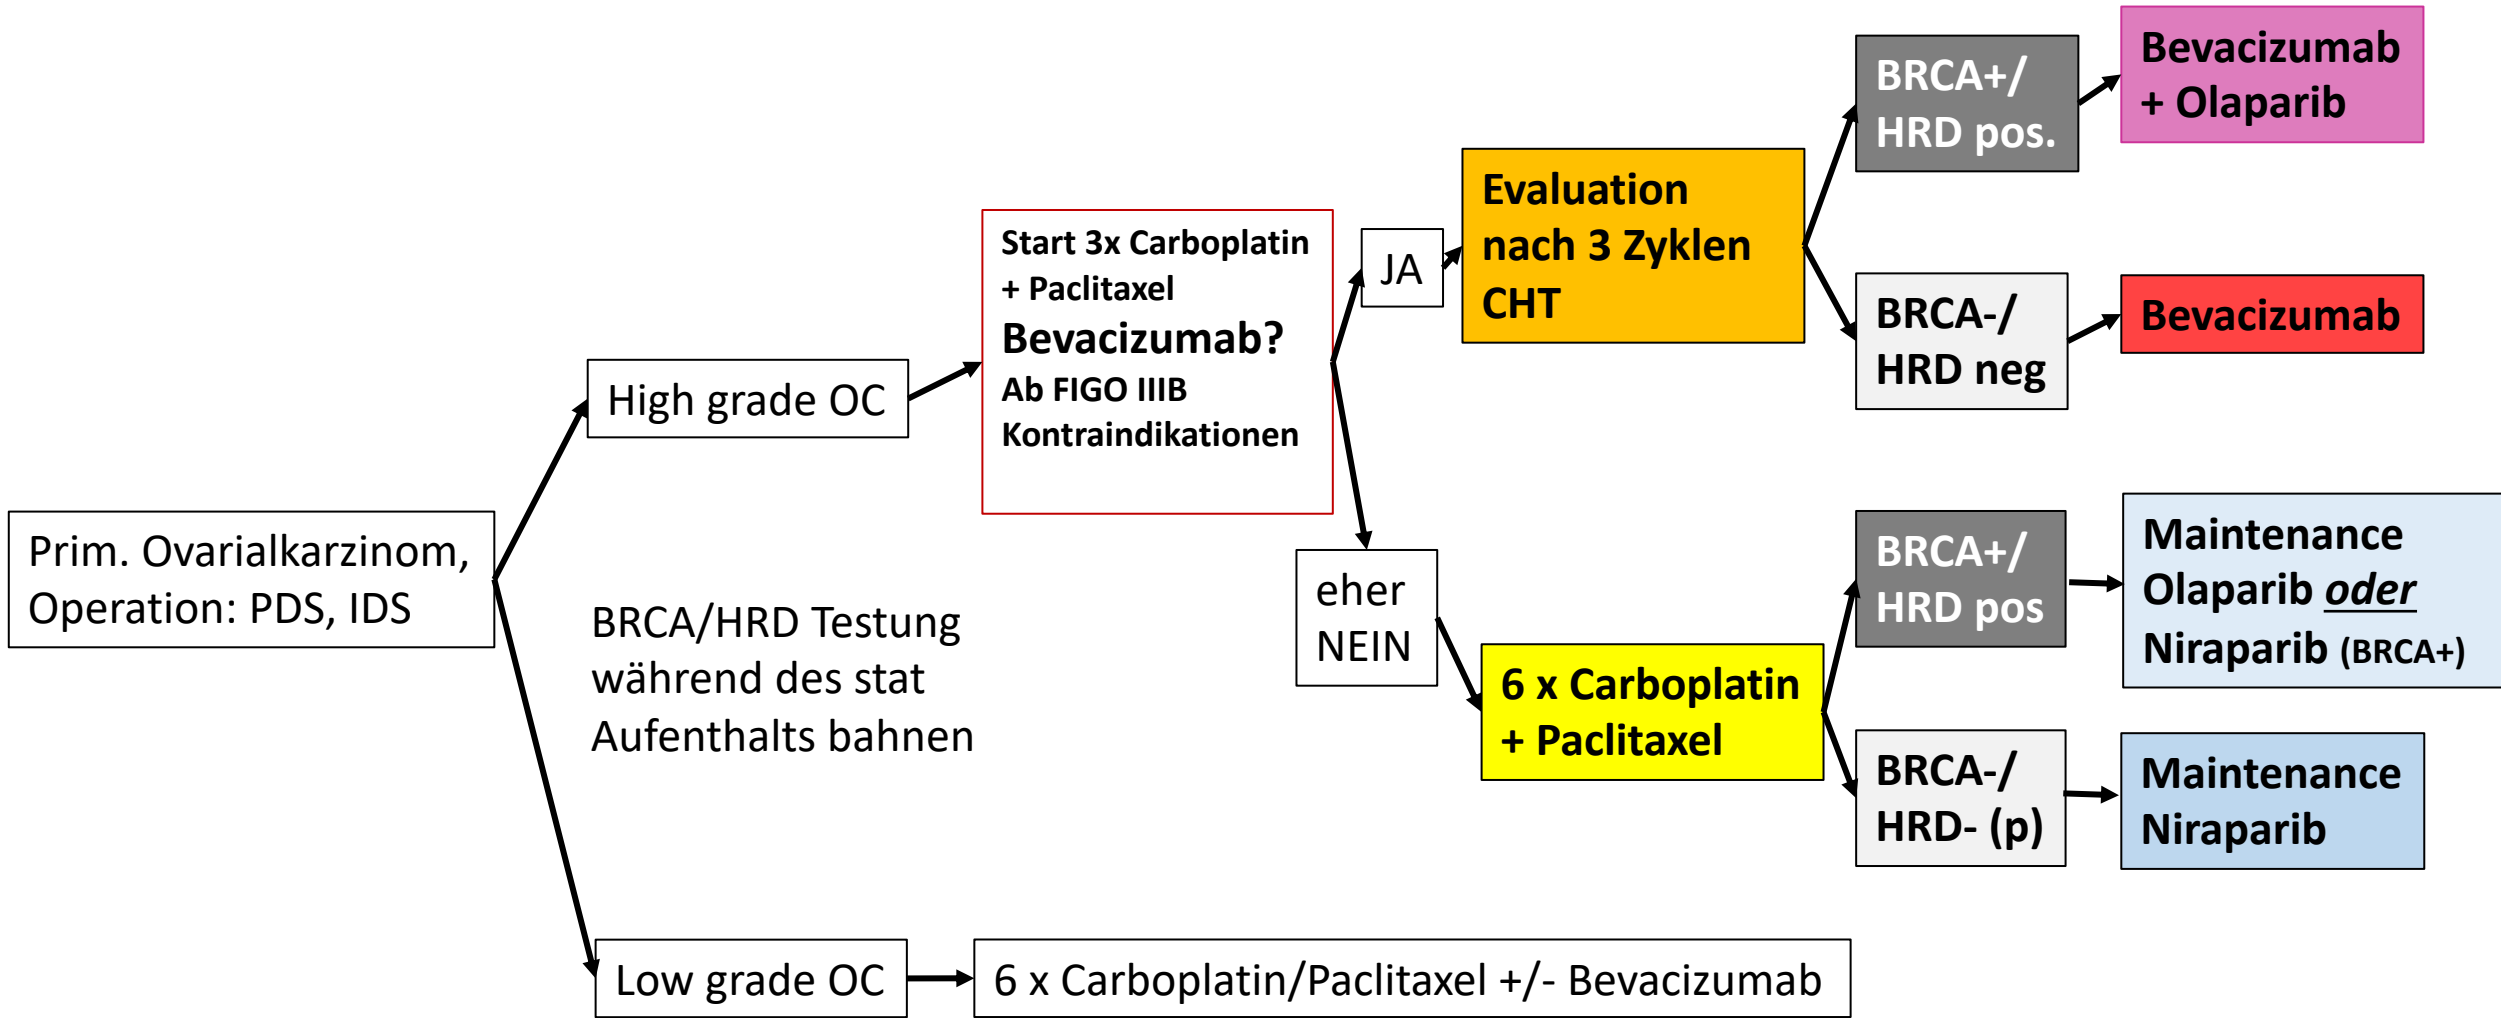 Prim. Ovarialkarzinom,
Operation: PDS, IDS
High grade OC
BRCA/HRD Testung
während des stat
Aufenthalts bahnen
Low grade OC
Start 3x Carboplatin
+ Paclitaxel
Bevacizumab?
Ab FIGO IIIB
Kontraindikationen
6 x Carboplatin/Paclitaxel +/- Bevacizumab
JA
eher
NEIN
Evaluation
nach 3 Zyklen
CHT
6 x Carboplatin
+ Paclitaxel
BRCA+/
HRD pos.
Bevacizumab
+ Olaparib
BRCA-/
HRD neg
Bevacizumab
BRCA+/
HRD pos
Maintenance
Olaparib oder
Niraparib (BRCA+)
BRCA-/
HRD- (p)
Maintenance
Niraparib